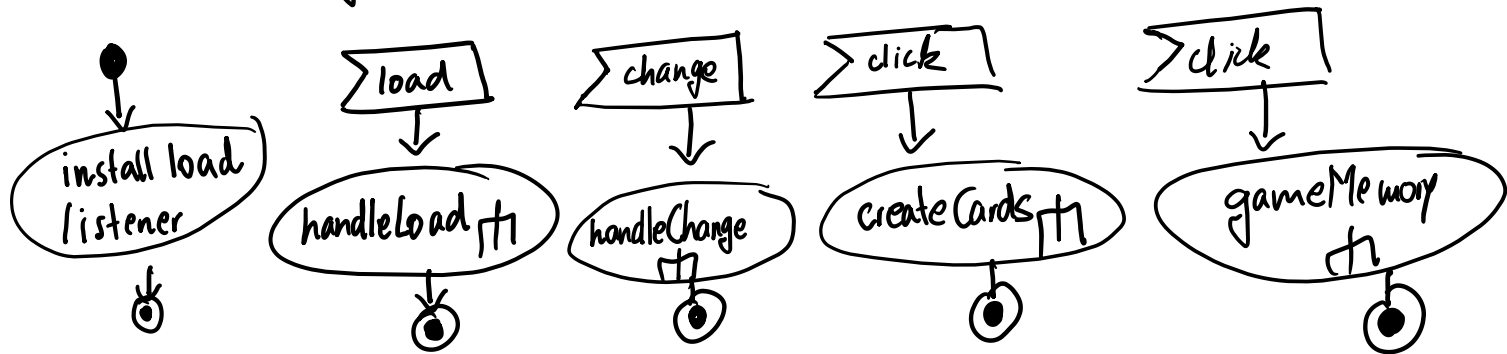 load
change
click
click
install load
listener
handleLoad
handleChange
createCards
gameMemory